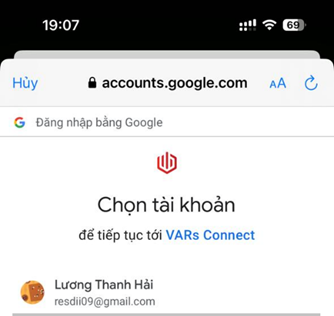 19:07
69
Hủy
accounts.google.com
AA
Đăng nhập bằng Google
Chọn tài khoản
để tiếp tục tới VARs Connect
Lương Thanh Hải
resdii09@gmail.com